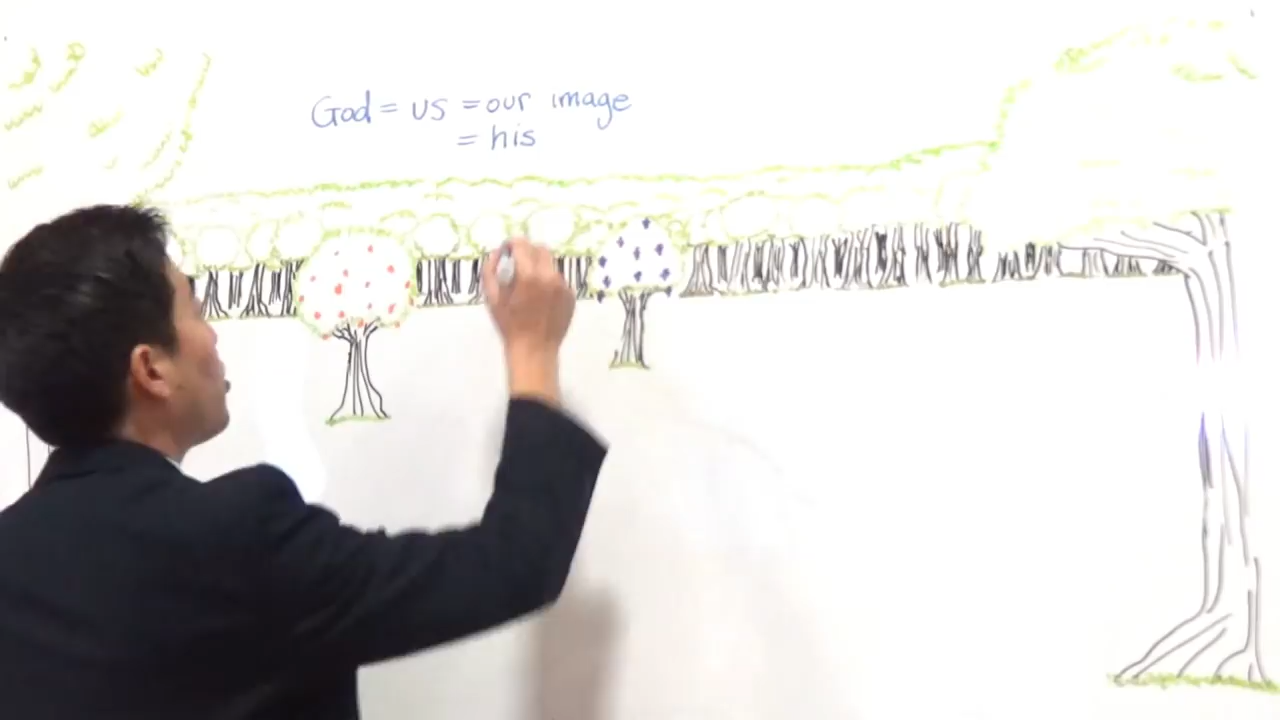 God = us = our image
= his